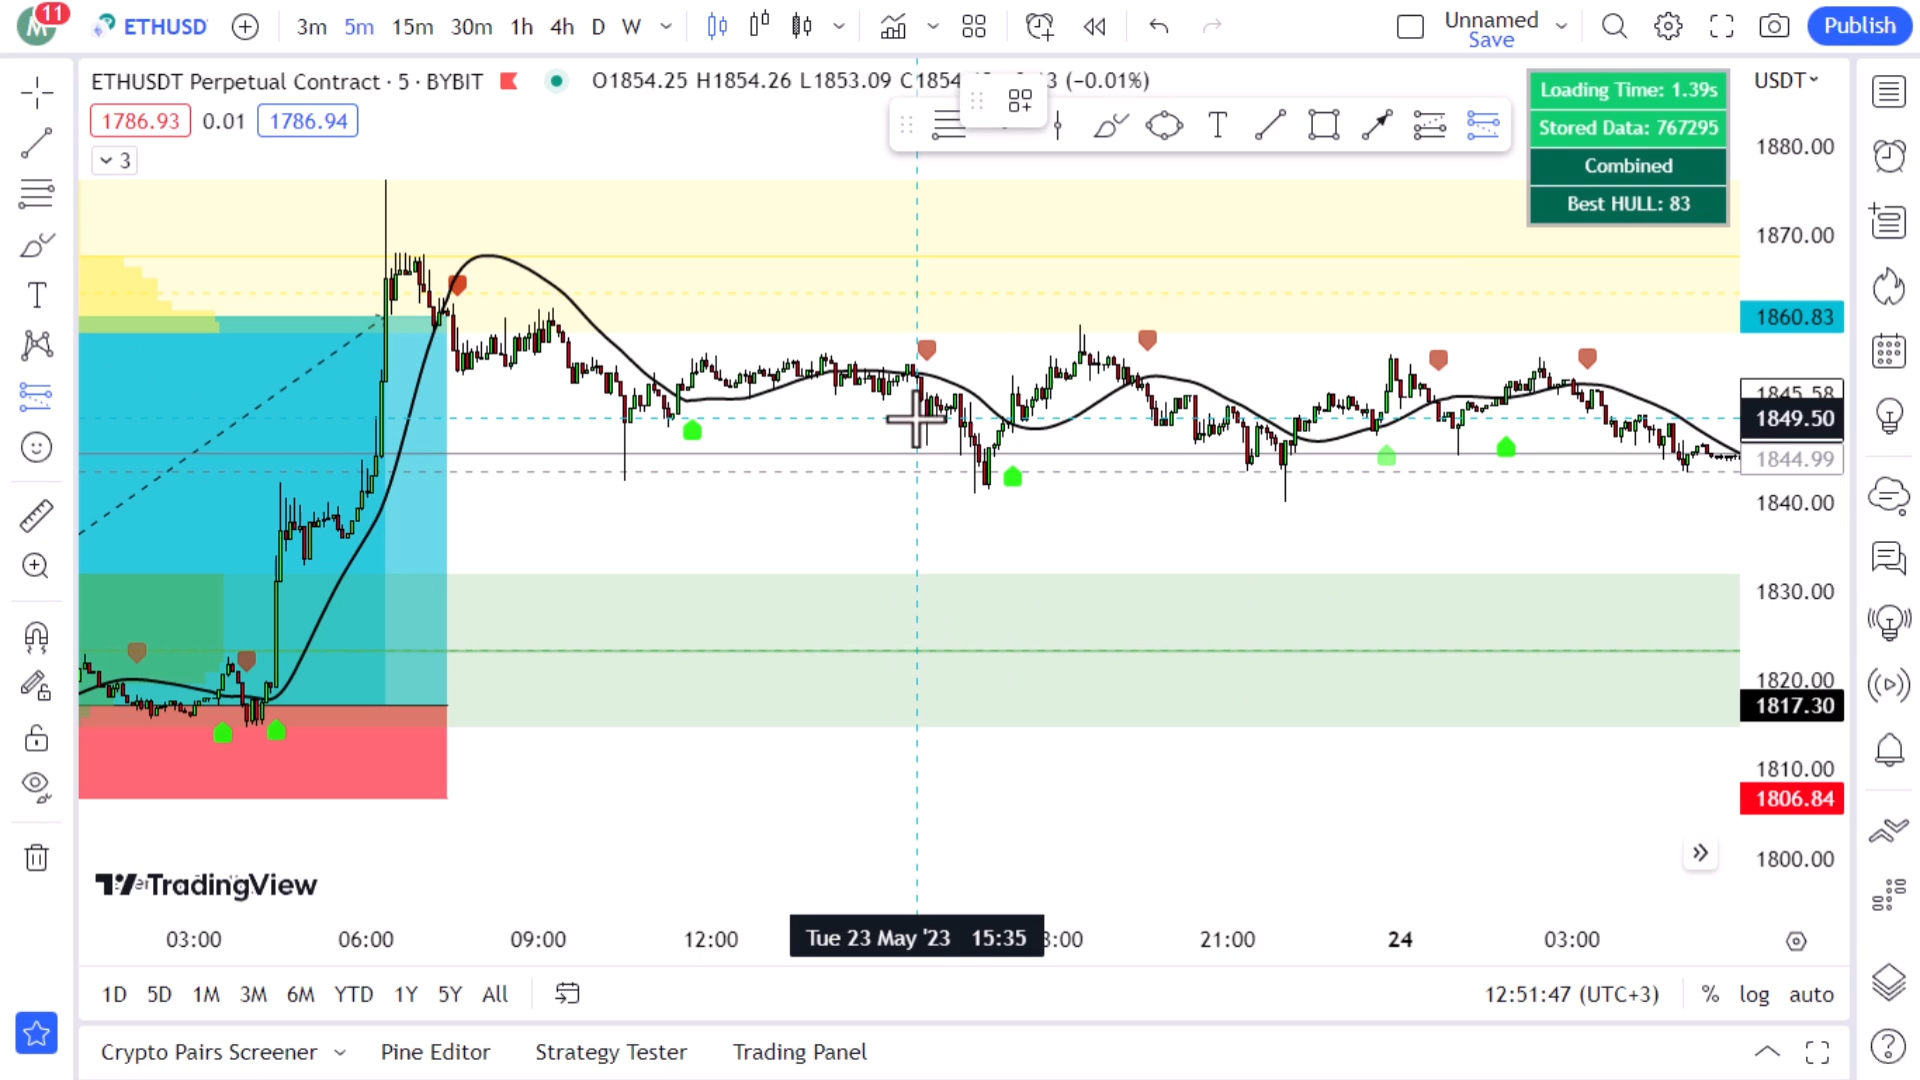 11
M
ETHUSD
3m 5m 15m 30m 1h 4h D W
Unnamed
Save
Publish
ETHUSDT Perpetual Contract · 5 · BYBIT
O1854.25 H1854.26 L1853.09 C1854 (−0.01%)
1786.93 0.01 1786.94
3
Loading Time: 1.39s
Stored Data: 767295
Combined
Best HULL: 83
USDT
1880.00
1870.00
1860.83
1845.58
1849.50
1844.99
1840.00
1830.00
1820.00
1817.30
1810.00
1806.84
1800.00
TradingView
03:00 06:00 09:00 12:00 Tue 23 May '23 15:35 3:00 21:00 24 03:00
1D 5D 1M 3M 6M YTD 1Y 5Y All
12:51:47 (UTC+3) % log auto
Crypto Pairs Screener Pine Editor Strategy Tester Trading Panel